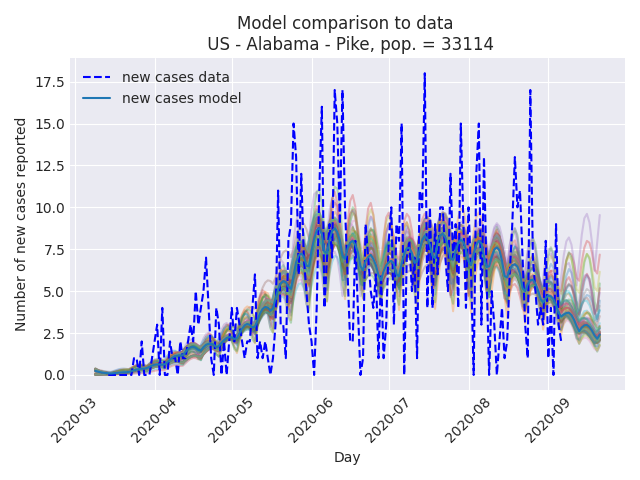 Model comparison to data
US - Alabama - Pike, pop. = 33114
new cases data
new cases model
Number of new cases reported
17.5
15.0
12.5
10.0
7.5
5.0
2.5
0.0
2020-03
2020-04
2020-05
2020-06
2020-07
2020-08
2020-09
Day